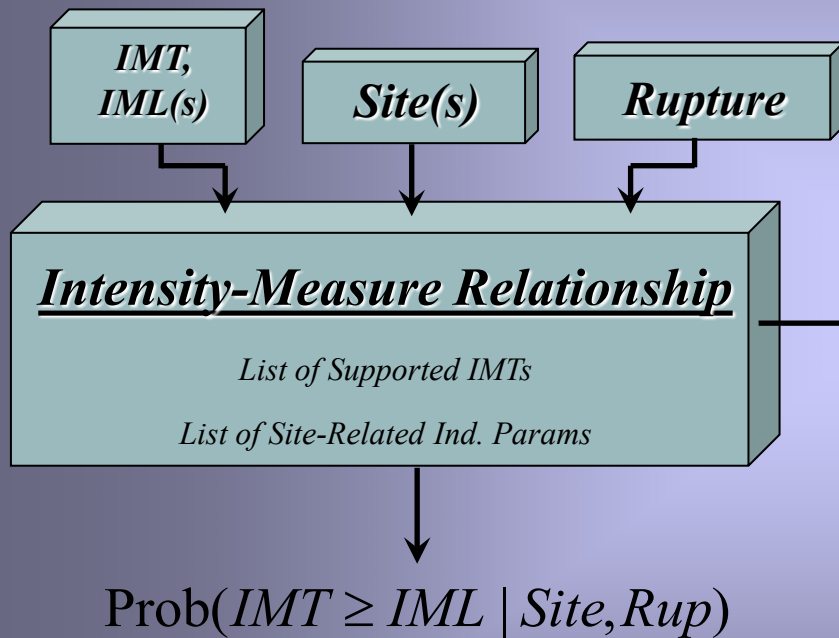 IMT,
IML(s)
Site(s)
Rupture
Intensity-Measure Relationship
List of Supported IMTs
List of Site-Related Ind. Params
Prob(IMT ≥ IML | Site,Rup)